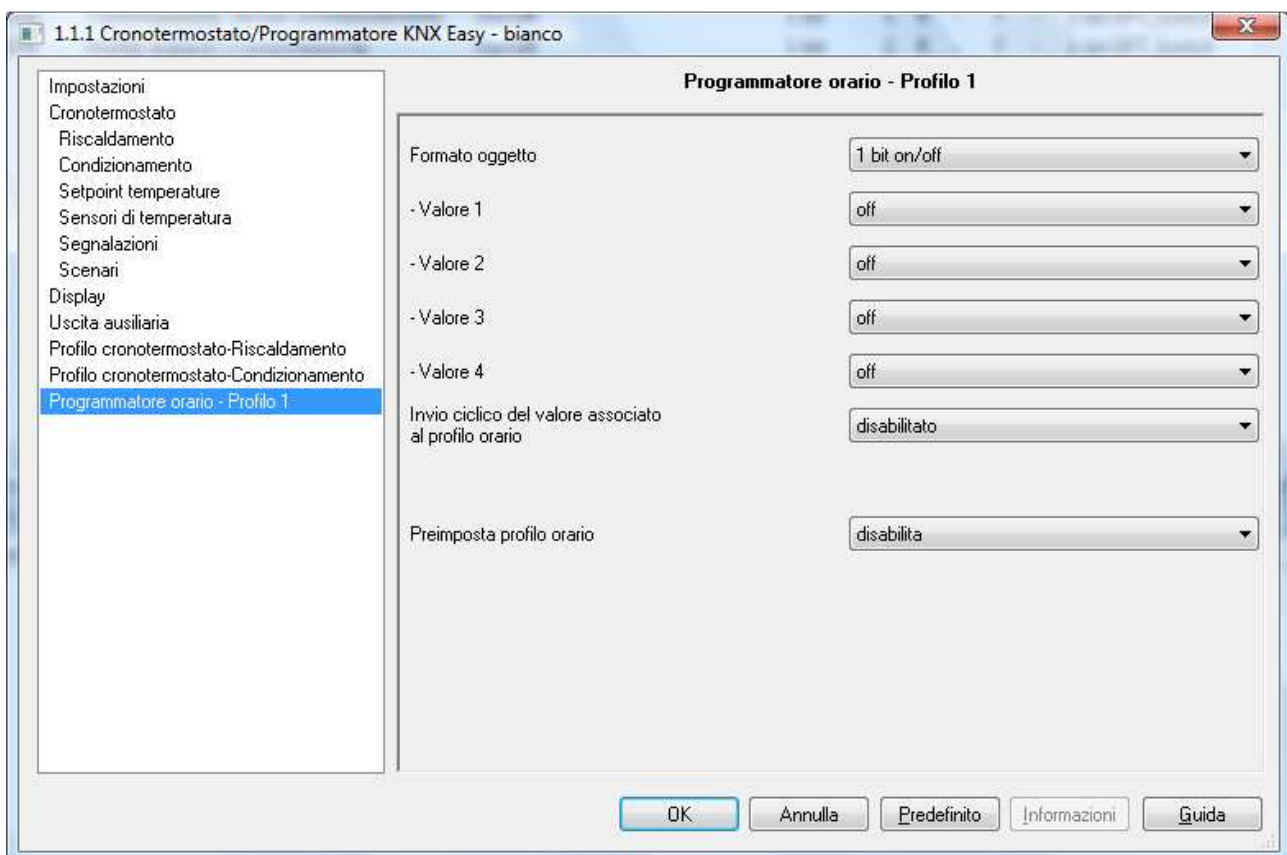 1.1.1 Cronotermostato/Programmatore KNX Easy - bianco
Impostazioni
Cronotermostato
Riscaldamento
Condizionamento
Setpoint temperature
Sensori di temperatura
Segnalazioni
Scenari
Display
Uscita ausiliaria
Profilo cronotermostato-Riscaldamento
Profilo cronotermostato-Condizionamento
Programmatore orario - Profilo 1
Programmatore orario - Profilo 1
Formato oggetto
1 bit on/off
- Valore 1
off
- Valore 2
off
- Valore 3
off
- Valore 4
off
Invio ciclico del valore associato
al profilo orario
disabilitato
Preimposta profilo orario
disabilita
OK
Annulla
Predefinito
Informazioni
Guida